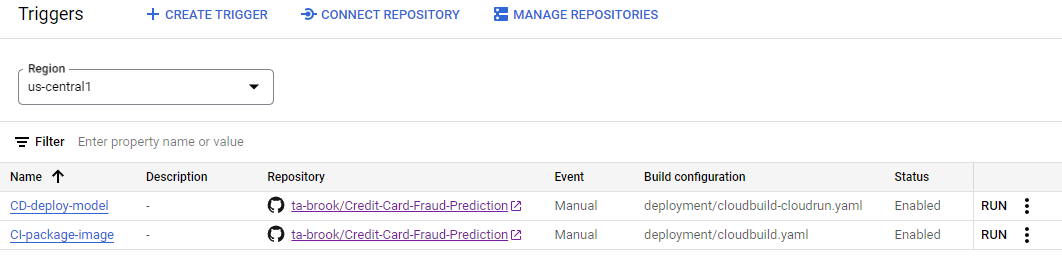 Triggers CREATE TRIGGER CONNECT REPOSITORY MANAGE REPOSITORIES
Region
us-central1
Filter Enter property name or value
Name Description Repository Event Build configuration Status
CD-deploy-model - ta-brook/Credit-Card-Fraud-Prediction Manual deployment/cloudbuild-cloudrun.yaml Enabled RUN
CI-package-image - ta-brook/Credit-Card-Fraud-Prediction Manual deployment/cloudbuild.yaml Enabled RUN